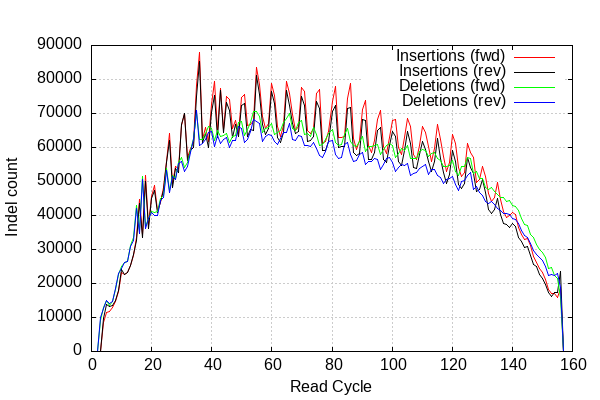 90000
80000
70000
60000
50000
40000
30000
20000
10000
0
Indel count
Insertions (fwd)
Insertions (rev)
Deletions (fwd)
Deletions (rev)
0 20 40 60 80 100 120 140 160
Read Cycle